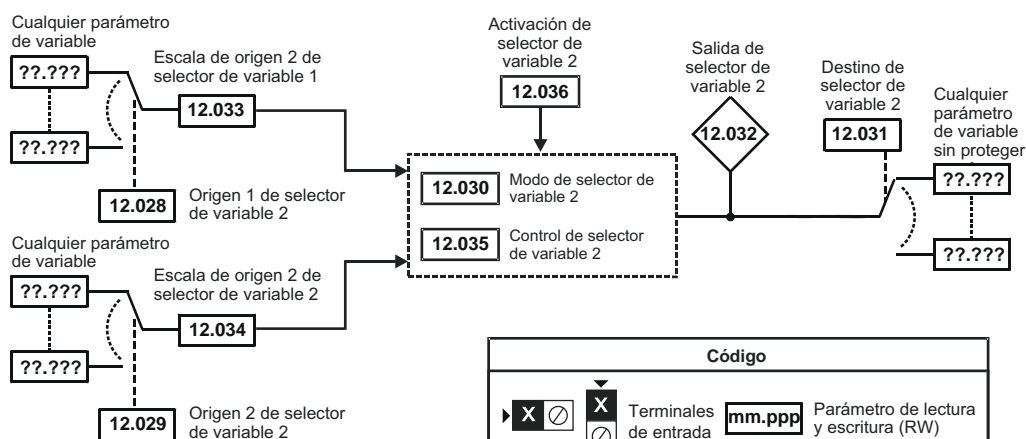 Cualquier parámetro
de variable
??.???
??.???
Escala de origen 2 de
selector de variable 1
12.033
12.028
Origen 1 de selector
de variable 2
Cualquier parámetro
de variable
??.???
??.???
Escala de origen 2 de
selector de variable 2
12.034
12.029
Origen 2 de selector
de variable 2
Activación de
selector de
variable 2
12.036
12.030
Modo de selector de
variable 2
12.035
Control de selector
de variable 2
Salida de
selector de
variable 2
12.032
Destino de
selector de
variable 2
12.031
Cualquier
parámetro
de variable
sin proteger
??.???
??.???
Código
X
X
Terminales
de entrada
mm.ppp
Parámetro de lectura
y escritura (RW)